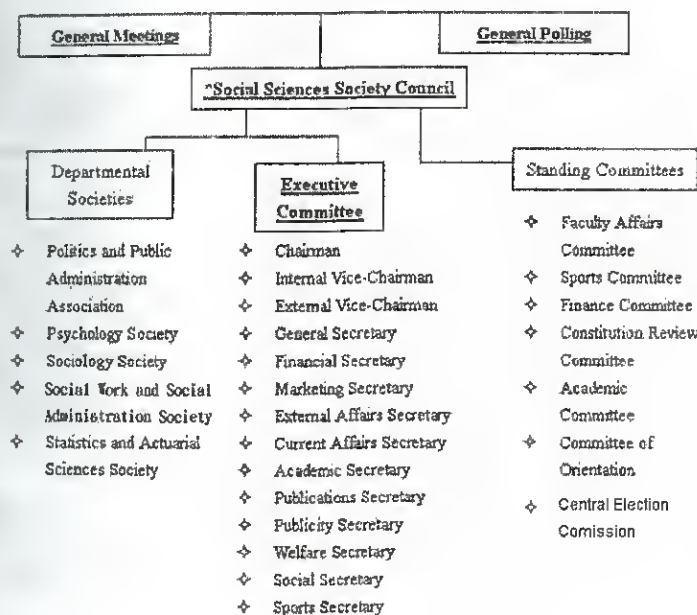 General Meetings
General Polling
*Social Sciences Society Council
Departmental
Societies
Politics and Public
Administration
Association
Psychology Society
Sociology Society
Social Work and Social
Administration Society
Statistics and Actuarial
Sciences Society
Executive
Committee
Chairman
Internal Vice-Chairman
External Vice-Chairman
General Secretary
Financial Secretary
Marketing Secretary
External Affairs Secretary
Current Affairs Secretary
Academic Secretary
Publications Secretary
Publicity Secretary
Welfare Secretary
Social Secretary
Sports Secretary
Standing Committees
Faculty Affairs
Committee
Sports Committee
Finance Committee
Constitution Review
Committee
Academic
Committee
Committee of
Orientation
Central Election
Comission